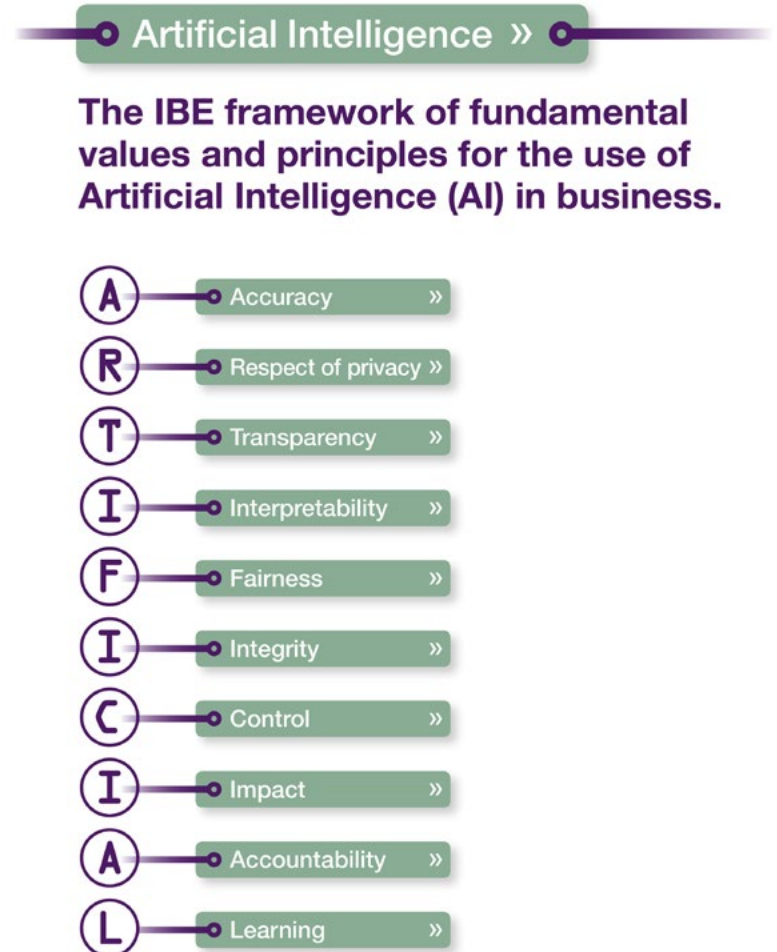 Artificial Intelligence »
The IBE framework of fundamental
values and principles for the use of
Artificial Intelligence (AI) in business.
A Accuracy »
R Respect of privacy »
T Transparency »
I Interpretability »
F Fairness »
I Integrity »
C Control »
I Impact »
A Accountability »
L Learning »